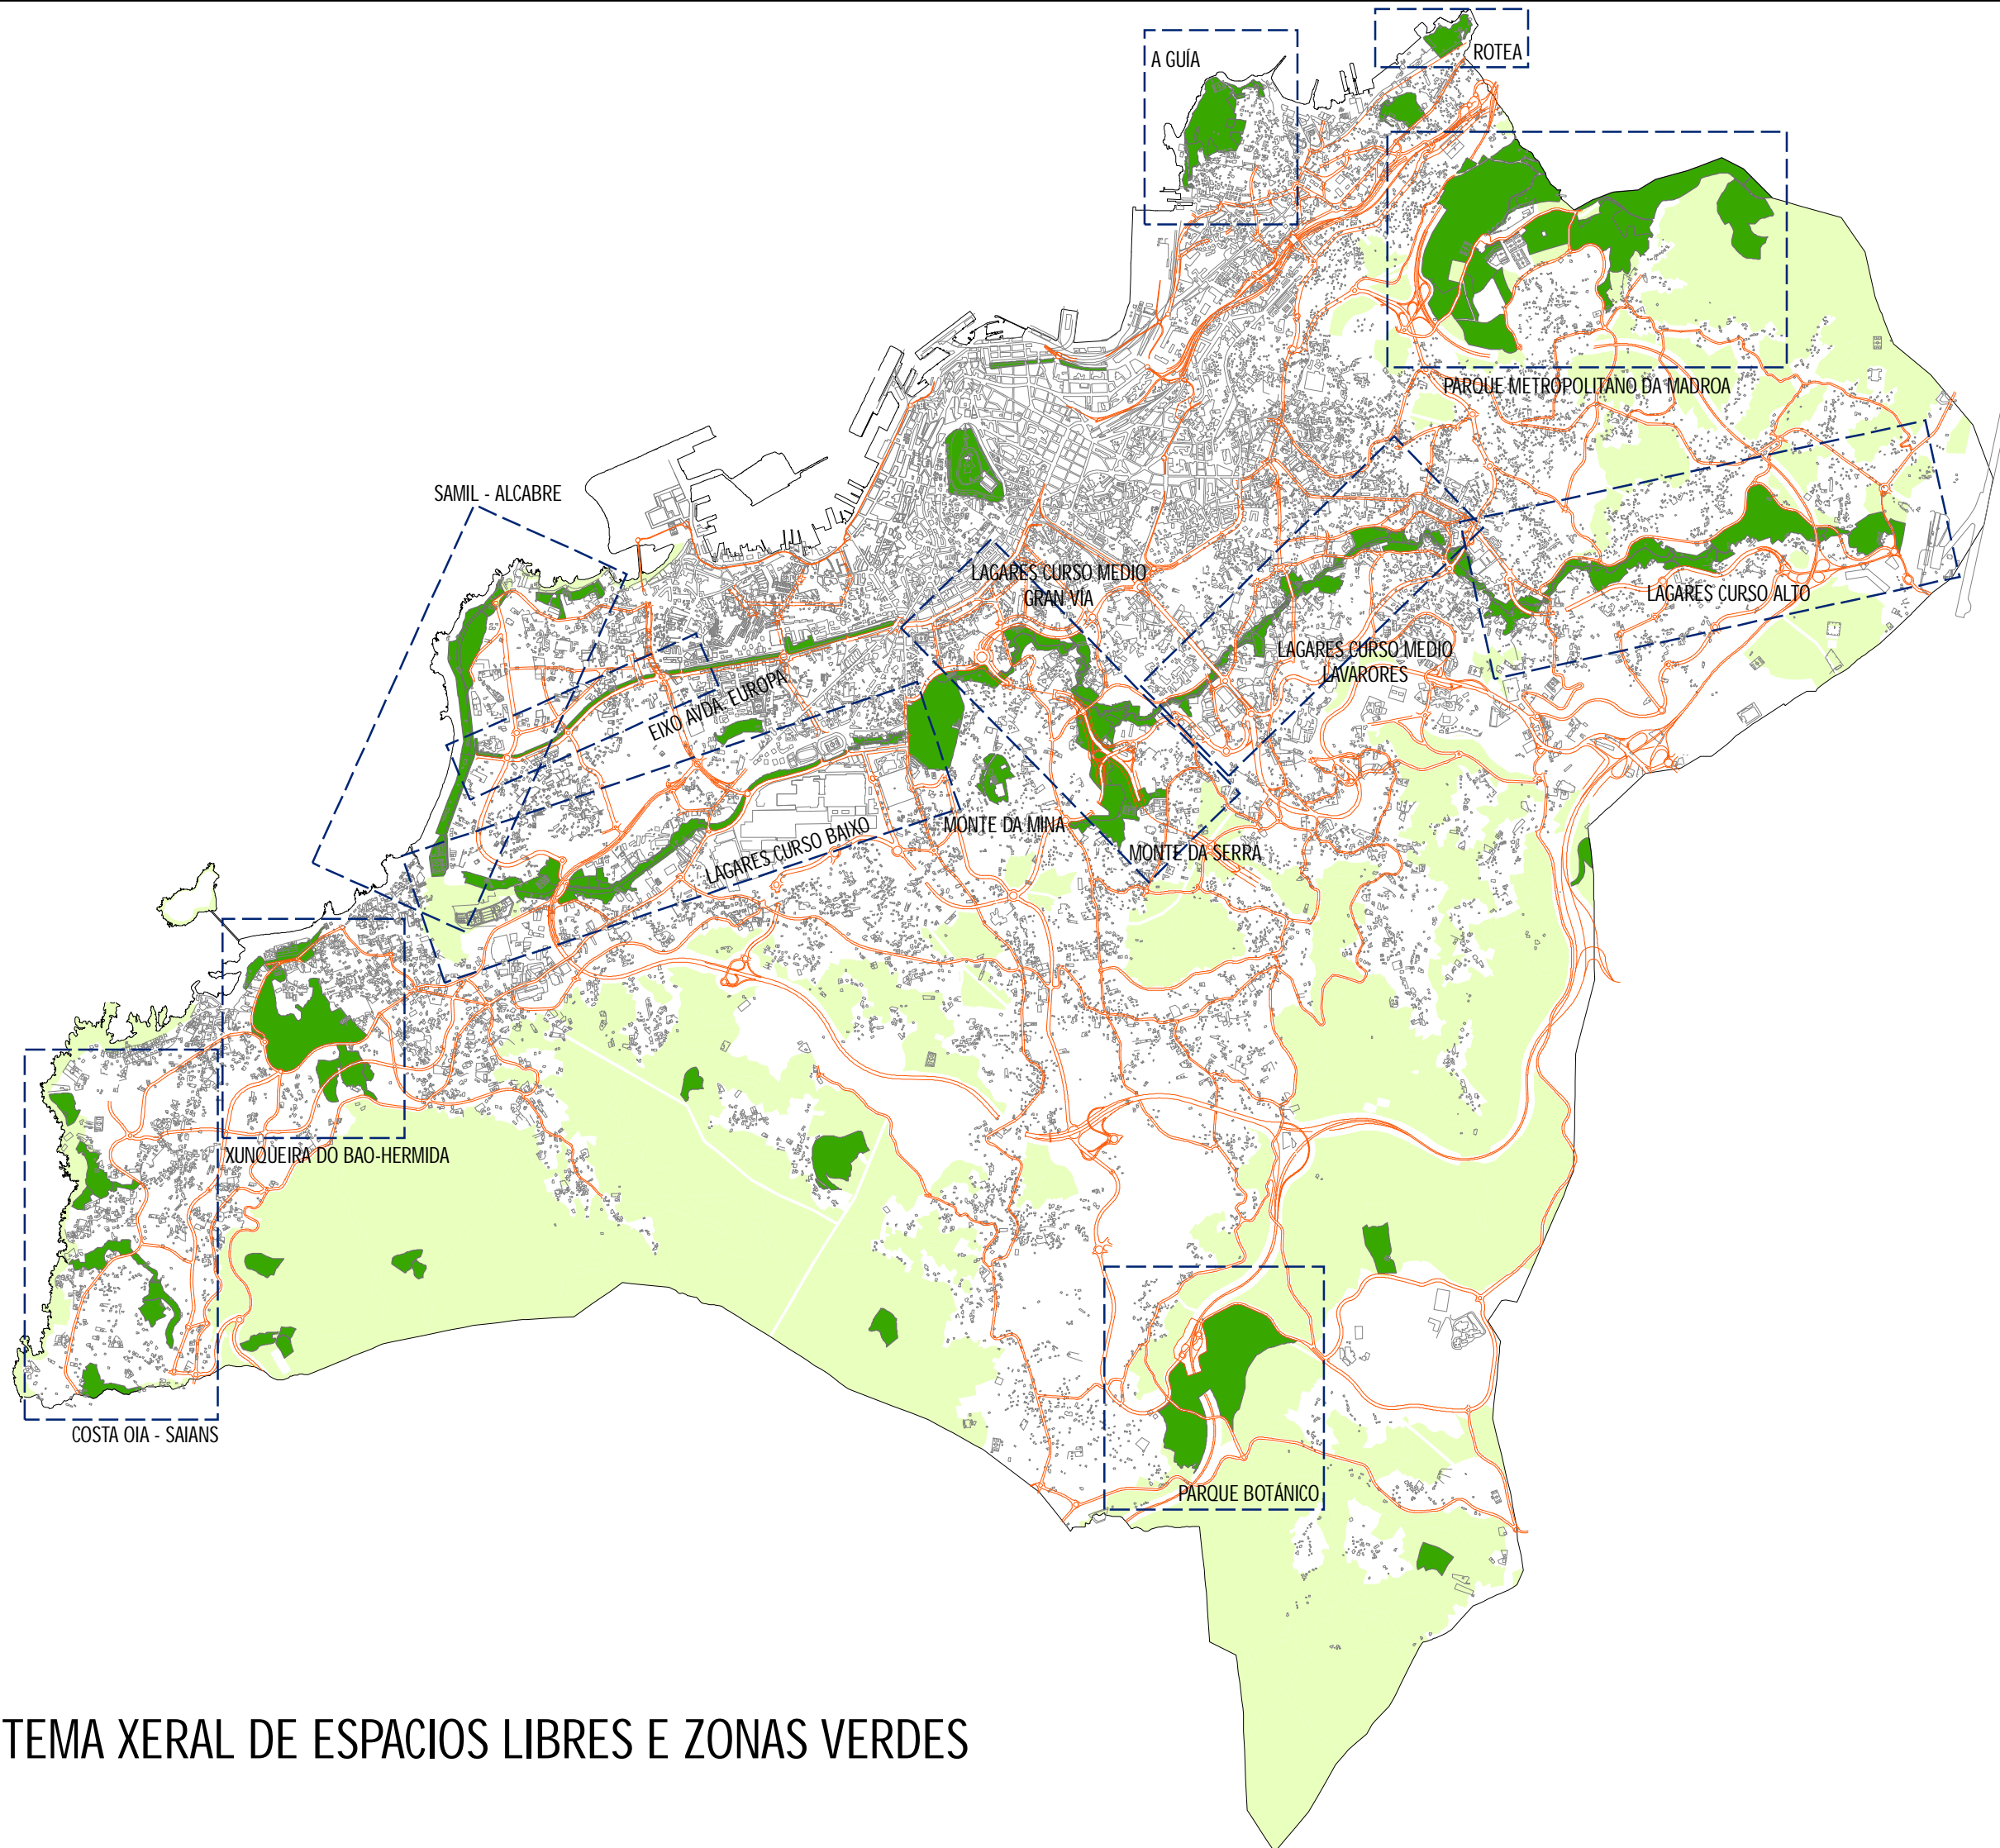 ROTEA
A GUÍA
PARQUE METROPOLITANO DA MADROA
SAMIL - ALCABRE
LAGARES CURSO MEDIO
GRAN VIA
LAGARES CURSO ALTO
LAGARES CURSO MEDIO
LAVARORES
EIXO AVDA. EUROPA
LAGARES CURSO BAIXO
MONTE DA MINA
MONTE DA SERRA
XUNQUEIRA DO BAO-HERMIDA
COSTA OIA - SAIANS
PARQUE BOTÁNICO
TEMA XERAL DE ESPACIOS LIBRES E ZONAS VERDES